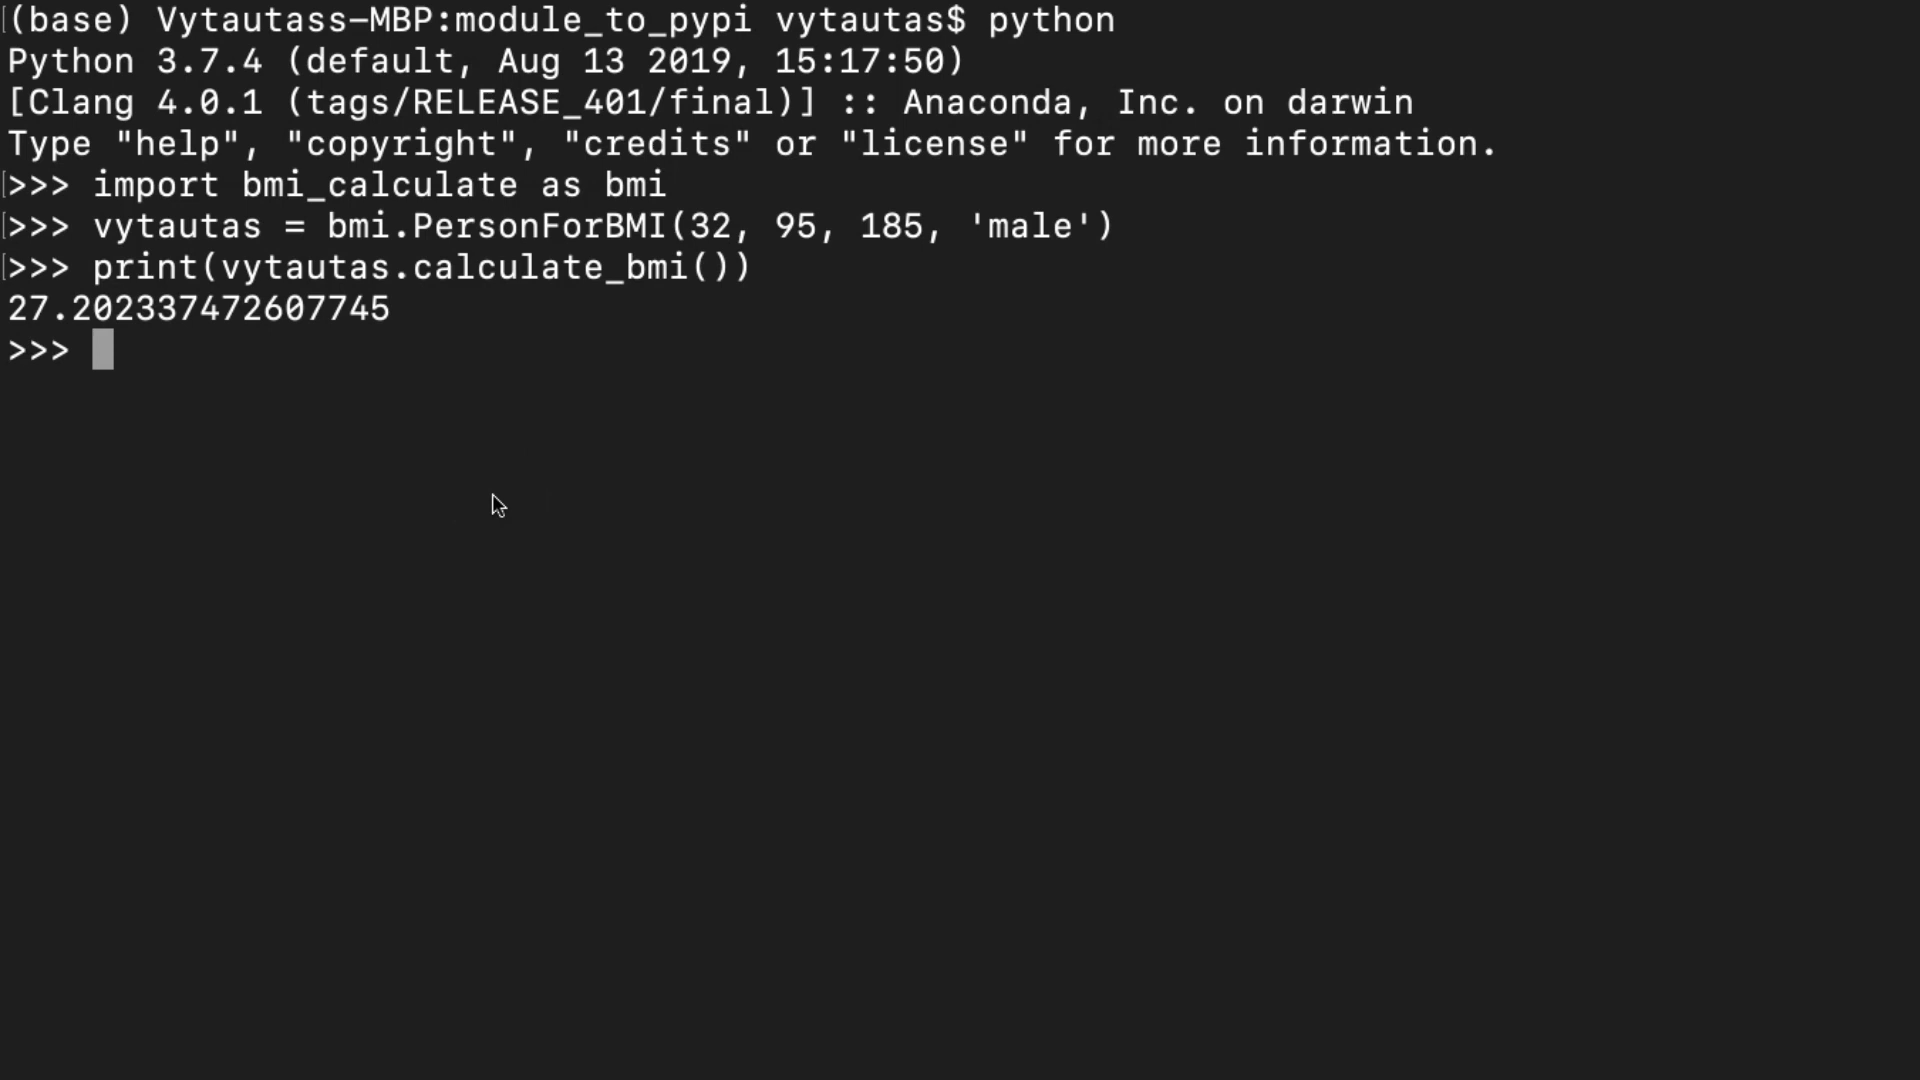 (base) Vytautass-MBP:module_to_pypi vytautas$ python
Python 3.7.4 (default, Aug 13 2019, 15:17:50)
[Clang 4.0.1 (tags/RELEASE_401/final)] :: Anaconda, Inc. on darwin
Type "help", "copyright", "credits" or "license" for more information.
>>> import bmi_calculate as bmi
>>> vytautas = bmi.PersonForBMI(32, 95, 185, 'male')
>>> print(vytautas.calculate_bmi())
27.202337472607745
>>>